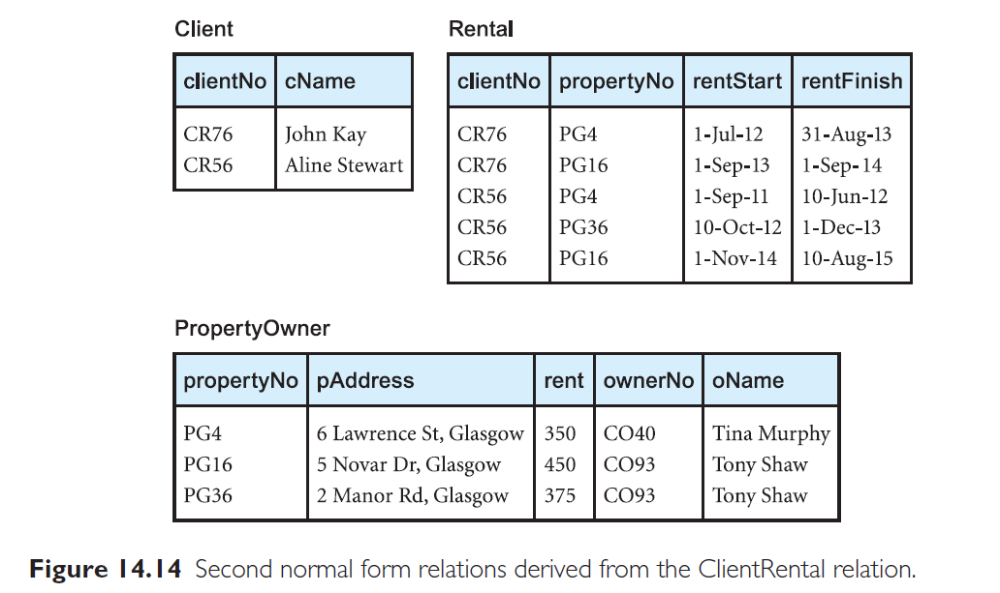 Client Rental
clientNo cName clientNo propertyNo rentStart rentFinish
CR76 John Kay CR76 PG4 1-Jul-12 31-Aug-13
CR56 Aline Stewart CR76 PG16 1-Sep-13 1-Sep-14
CR56 PG4 1-Sep-11 10-Jun-12
CR56 PG36 10-Oct-12 1-Dec-13
CR56 PG16 1-Nov-14 10-Aug-15
PropertyOwner
propertyNo pAddress rent ownerNo oName
PG4 6 Lawrence St, Glasgow 350 CO40 Tina Murphy
PG16 5 Novar Dr, Glasgow 450 CO93 Tony Shaw
PG36 2 Manor Rd, Glasgow 375 CO93 Tony Shaw
Figure 14.14 Second normal form relations derived from the ClientRental relation.